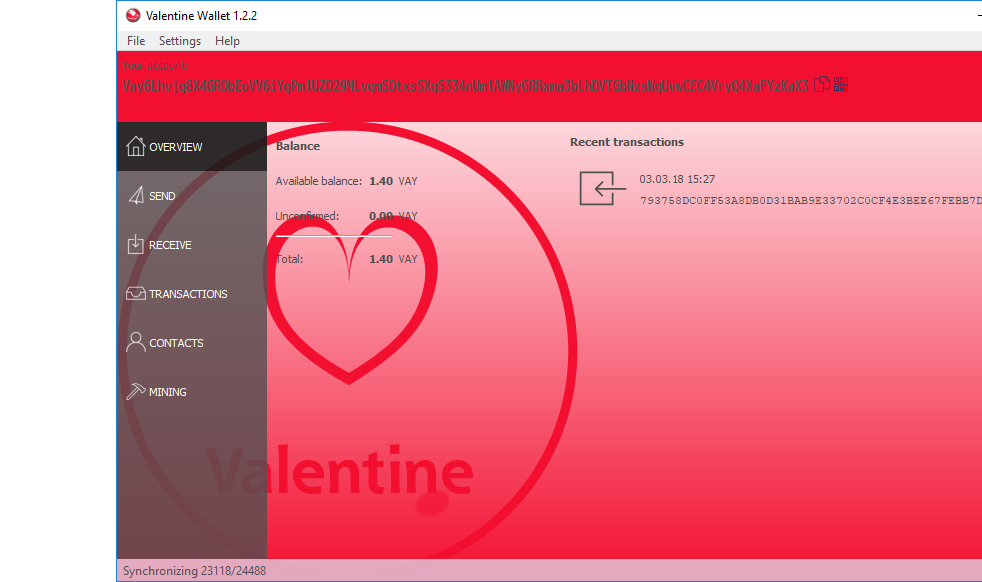 Valentine Wallet 1.2.2
File Settings Help
Your account:
OVERVIEW
SEND
RECEIVE
TRANSACTIONS
CONTACTS
MINING
Balance
Available balance: 1.40 VAY
Unconfirmed: 0.00 VAY
Total: 1.40 VAY
Recent transactions
03.03.18 15:27
793758DC0FF53A8DB0D31BAB9E33702C0CF4E3BEE67FEBB7D
Valentine
Synchronizing 23118/24488